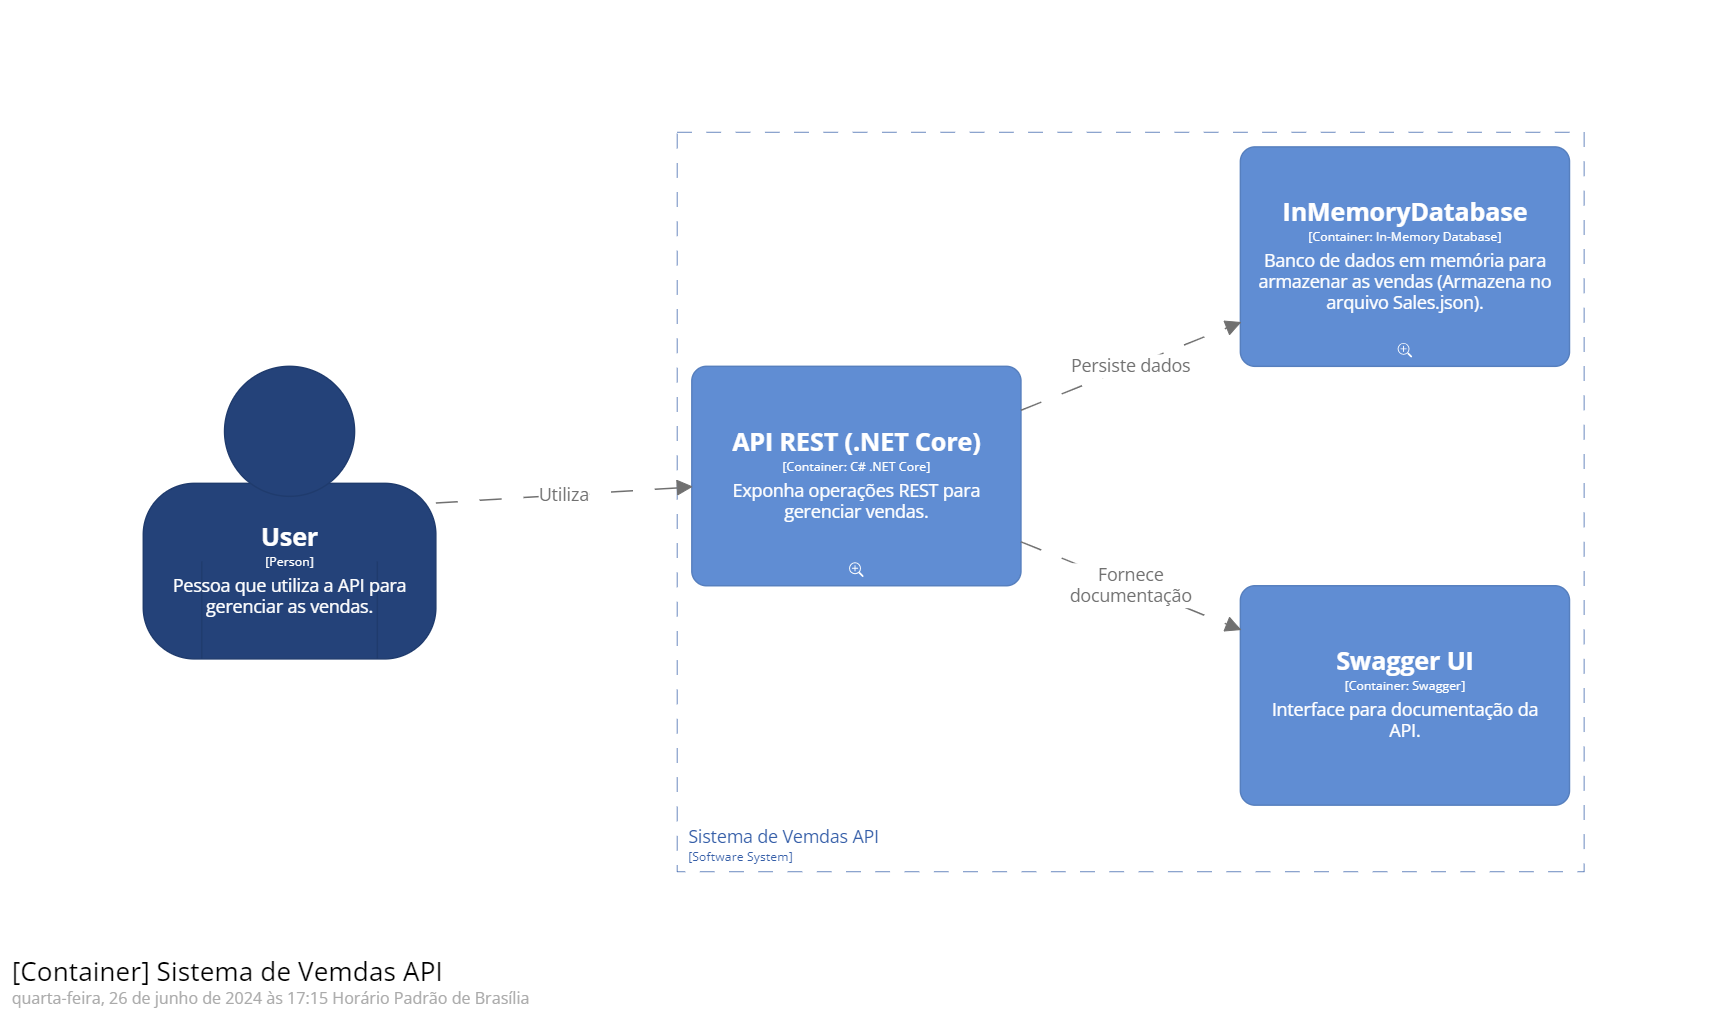 User
[Person]
Pessoa que utiliza a API para
gerenciar as vendas.
Utiliza
API REST (.NET Core)
[Container: C# .NET Core]
Exponha operações REST para
gerenciar vendas.
Persiste dados
Fornece
documentação
InMemoryDatabase
[Container: In-Memory Database]
Banco de dados em memória para
armazenar as vendas (Armazena no
arquivo Sales.json).
Swagger UI
[Container: Swagger]
Interface para documentação da
API.
Sistema de Vemdas API
[Software System]
[Container] Sistema de Vemdas API
quarta-feira, 26 de junho de 2024 às 17:15 Horário Padrão de Brasília